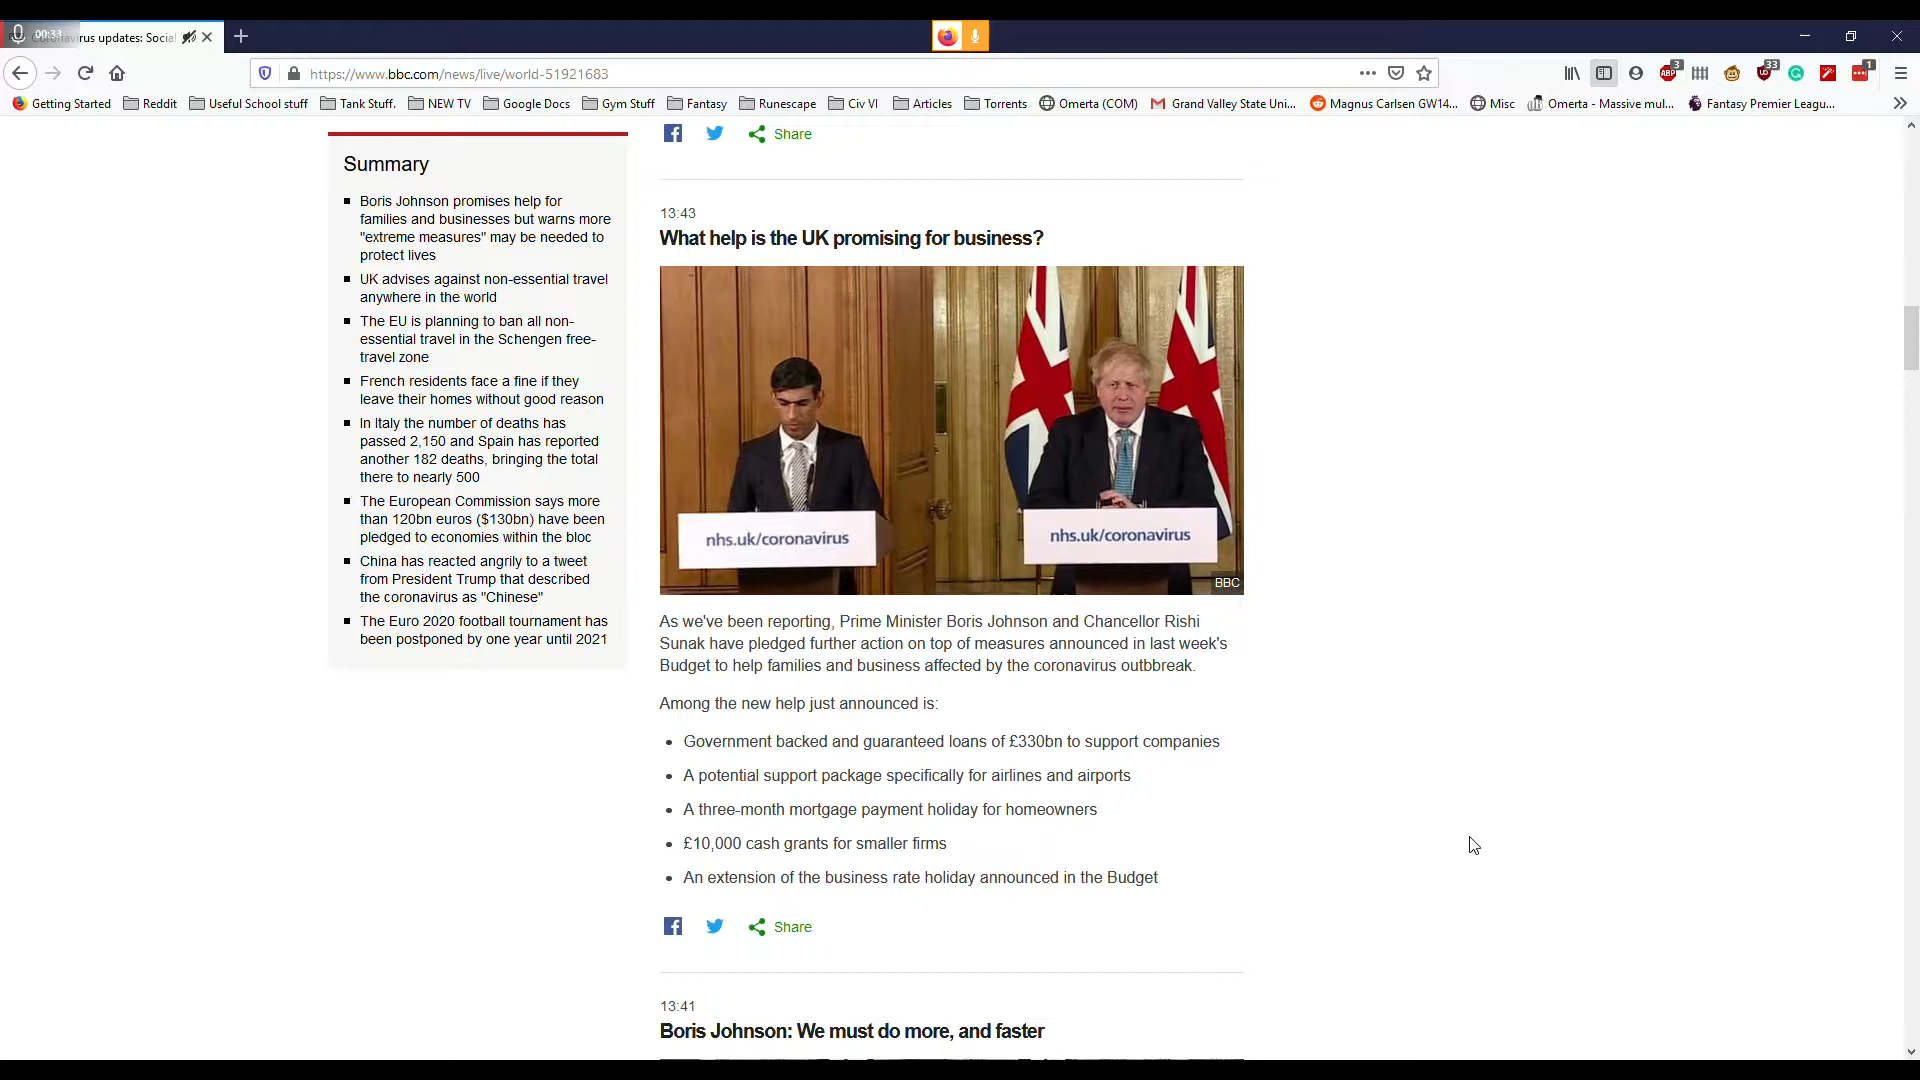 00:33
rus updates: Social
https://www.bbc.com/news/live/world-51921683
3
33
1
Getting Started
Reddit
Useful School stuff
Tank Stuff.
NEW TV
Google Docs
Gym Stuff
Fantasy
Runescape
Civ VI
Articles
Torrents
Omerta (COM)
Grand Valley State Uni...
Magnus Carlsen GW14...
Misc
Omerta - Massive mul...
Fantasy Premier Leagu...
Summary
Boris Johnson promises help for
families and businesses but warns more
"extreme measures" may be needed to
protect lives
UK advises against non-essential travel
anywhere in the world
The EU is planning to ban all non-
essential travel in the Schengen free-
travel zone
French residents face a fine if they
leave their homes without good reason
In Italy the number of deaths has
passed 2,150 and Spain has reported
another 182 deaths, bringing the total
there to nearly 500
The European Commission says more
than 120bn euros ($130bn) have been
pledged to economies within the bloc
China has reacted angrily to a tweet
from President Trump that described
the coronavirus as "Chinese"
The Euro 2020 football tournament has
been postponed by one year until 2021
Share
13:43
What help is the UK promising for business?
nhs.uk/coronavirus
nhs.uk/coronavirus
BBC
As we've been reporting, Prime Minister Boris Johnson and Chancellor Rishi
Sunak have pledged further action on top of measures announced in last week's
Budget to help families and business affected by the coronavirus outbbreak.
Among the new help just announced is:
Government backed and guaranteed loans of £330bn to support companies
A potential support package specifically for airlines and airports
A three-month mortgage payment holiday for homeowners
£10,000 cash grants for smaller firms
An extension of the business rate holiday announced in the Budget
Share
13:41
Boris Johnson: We must do more, and faster